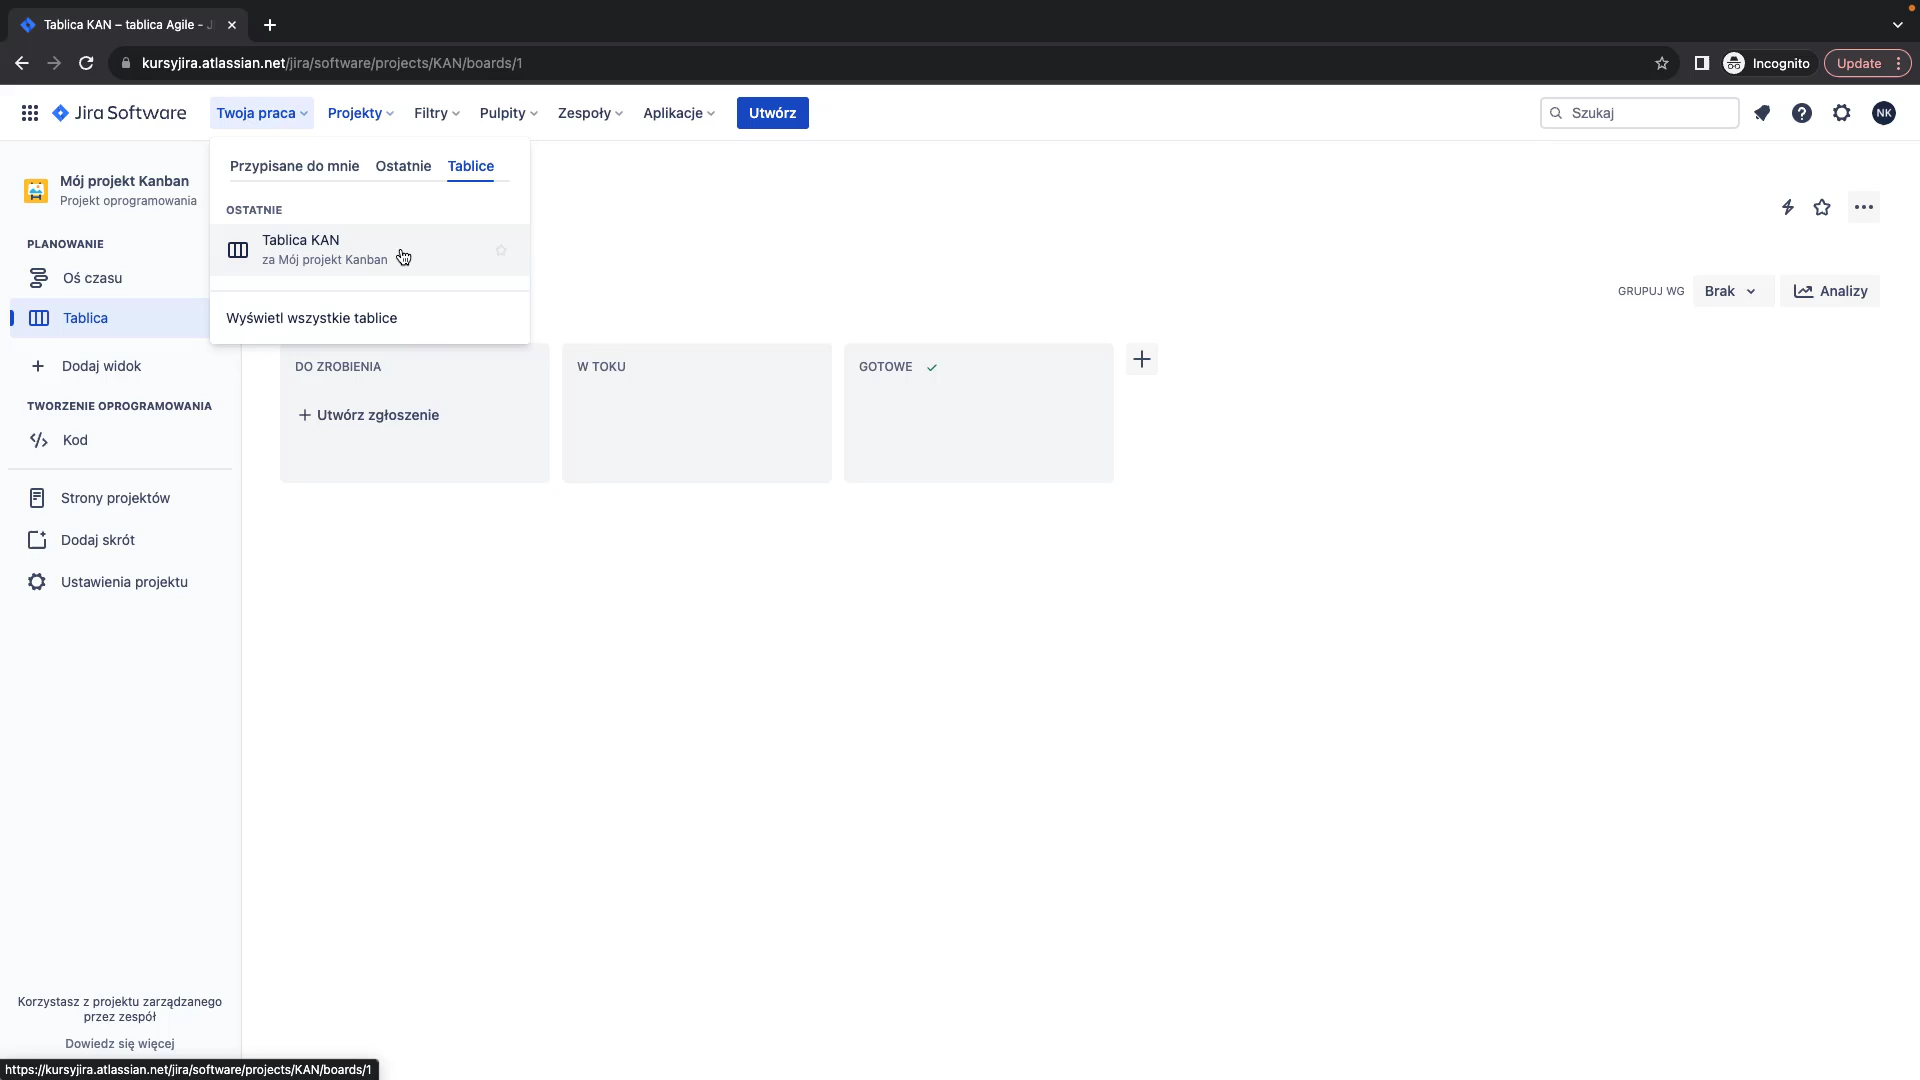 Tablica KAN – tablica Agile -
kursyjira.atlassian.net/jira/software/projects/KAN/boards/1
Incognito
Update
Jira Software
Twoja praca
Projekty
Filtry
Pulpity
Zespoły
Aplikacje
Utwórz
Szukaj
NK
Mój projekt Kanban
Projekt oprogramowania
PLANOWANIE
Oś czasu
Tablica
Dodaj widok
TWORZENIE OPROGRAMOWANIA
Kod
Strony projektów
Dodaj skrót
Ustawienia projektu
Korzystasz z projektu zarządzanego
przez zespół
Dowiedz się więcej
Przypisane do mnie
Ostatnie
Tablice
OSTATNIE
Tablica KAN
za Mój projekt Kanban
Wyświetl wszystkie tablice
GRUPUJ WG
Brak
Analizy
DO ZROBIENIA
Utwórz zgłoszenie
W TOKU
GOTOWE
https://kursyjira.atlassian.net/jira/software/projects/KAN/boards/1